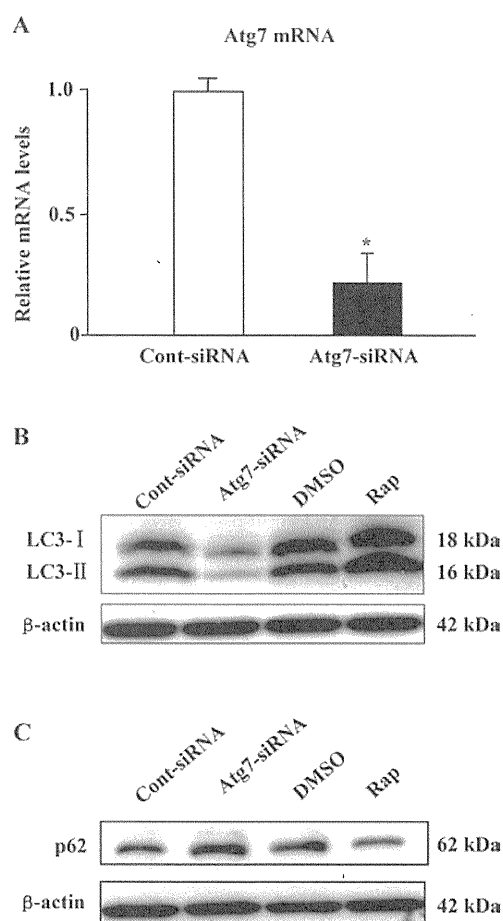 A
Atg7 mRNA
Relative mRNA levels
1.0
0.5
0
*
Cont-siRNA Atg7-siRNA
B
Cont-siRNA Atg7-siRNA DMSO Rap
LC3-Ⅰ 18 kDa
LC3-Ⅱ 16 kDa
β-actin 42 kDa
C
Cont-siRNA Atg7-siRNA DMSO Rap
p62 62 kDa
β-actin 42 kDa